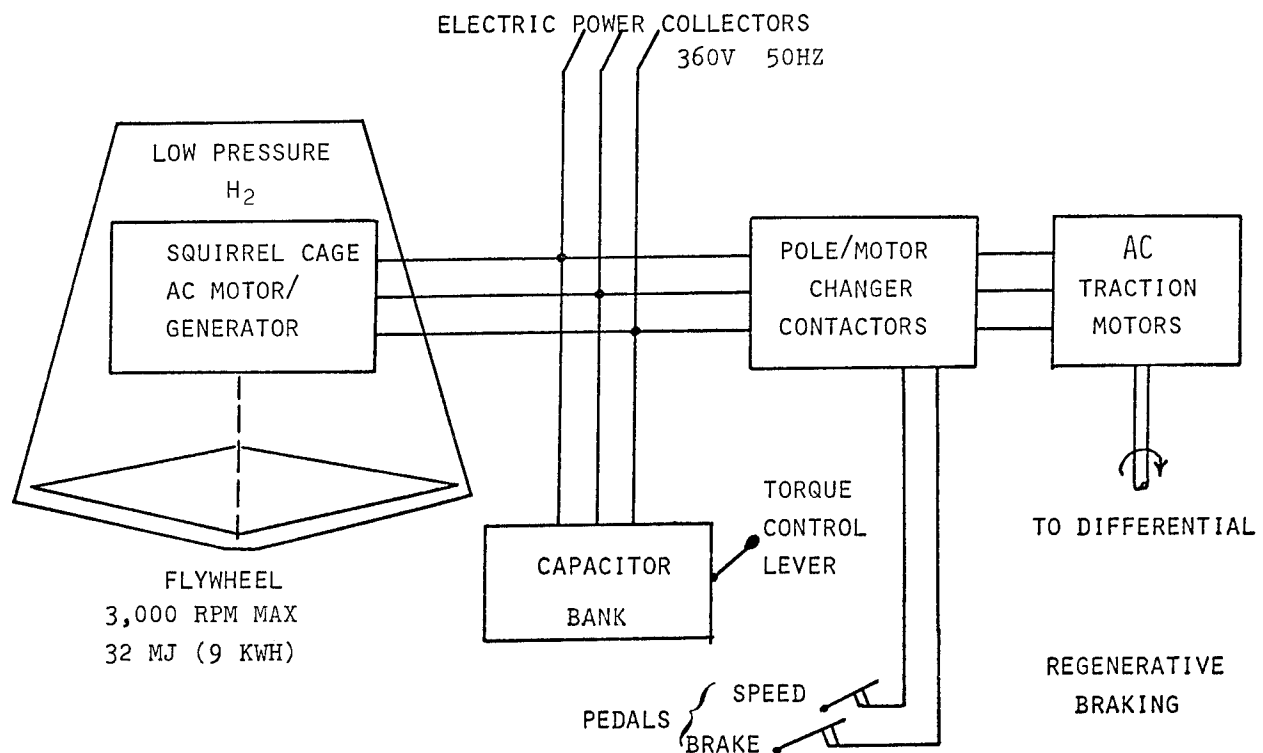 ELECTRIC POWER COLLECTORS
360V 50HZ
LOW PRESSURE
H2
SQUIRREL CAGE
AC MOTOR/
GENERATOR
POLE/MOTOR
CHANGER
CONTACTORS
AC
TRACTION
MOTORS
TO DIFFERENTIAL
TORQUE
CONTROL
LEVER
CAPACITOR
BANK
FLYWHEEL
3,000 RPM MAX
32 MJ (9 KWH)
PEDALS
SPEED
BRAKE
REGENERATIVE
BRAKING